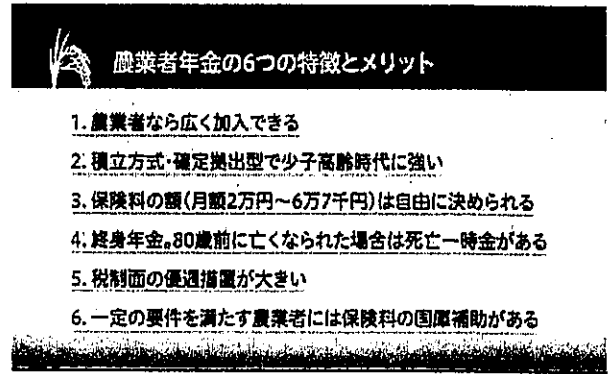 農業者年金の6つの特徴とメリット
1. 農業者なら広く加入できる
2. 積立方式・確定拠出型で少子高齢時代に強い
3. 保険料の額(月額2万円~6万7千円)は自由に決められる
4. 終身年金。80歳前に亡くなられた場合は死亡一時金がある
5. 税制面の優遇措置が大きい
6. 一定の要件を満たす農業者には保険料の国庫補助がある